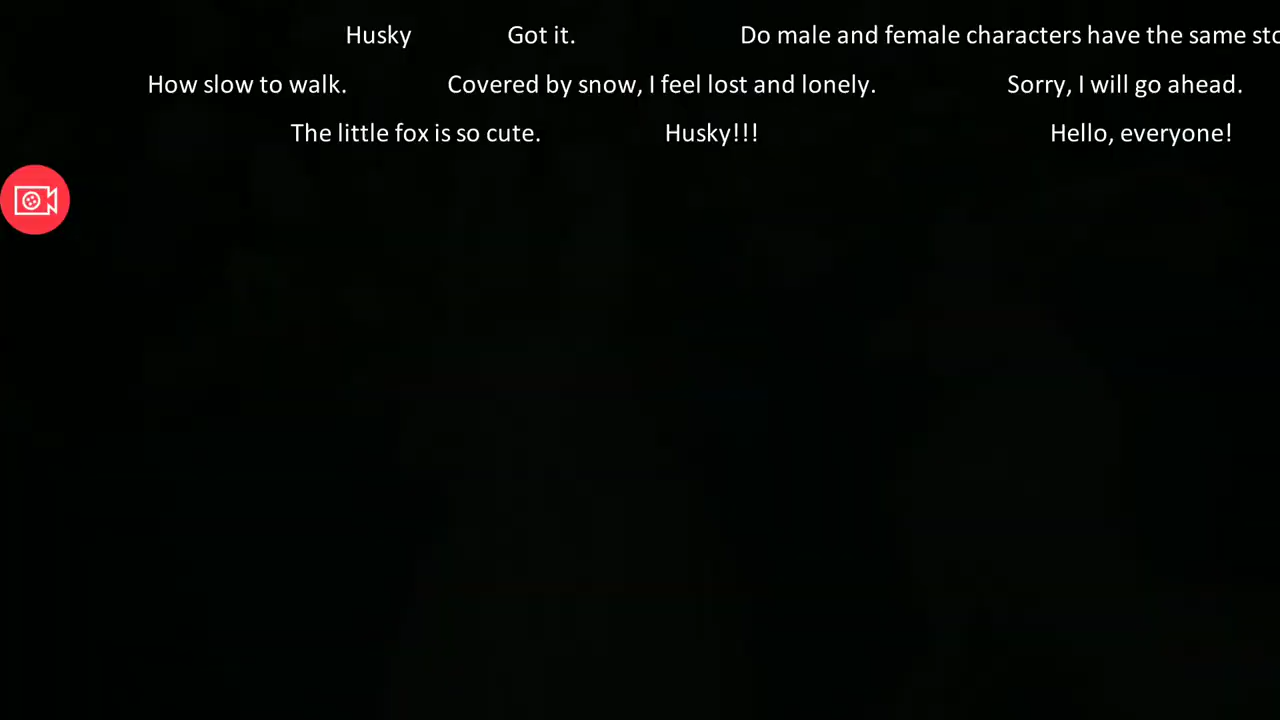 Husky Got it. Do male and female characters have the same
How slow to walk. Covered by snow, I feel lost and lonely. Sorry, I will go ahead.
The little fox is so cute. Husky!!! Hello, everyone!